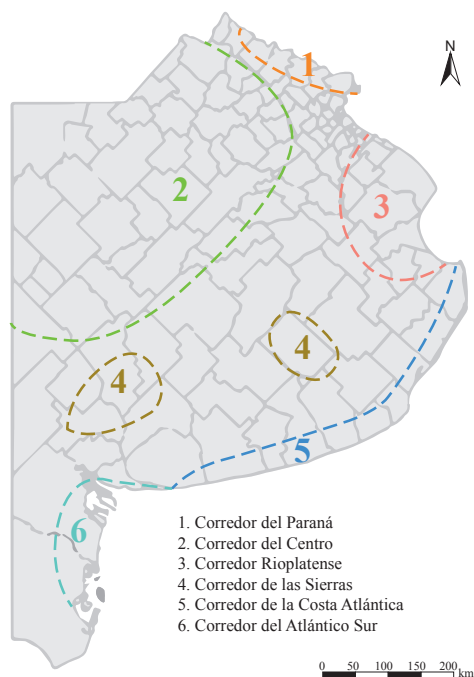 N
1
2
3
4
4
5
6
1. Corredor del Paraná
2. Corredor del Centro
3. Corredor Rioplatense
4. Corredor de las Sierras
5. Corredor de la Costa Atlántica
6. Corredor del Atlántico Sur
0 50 100 150 200 km